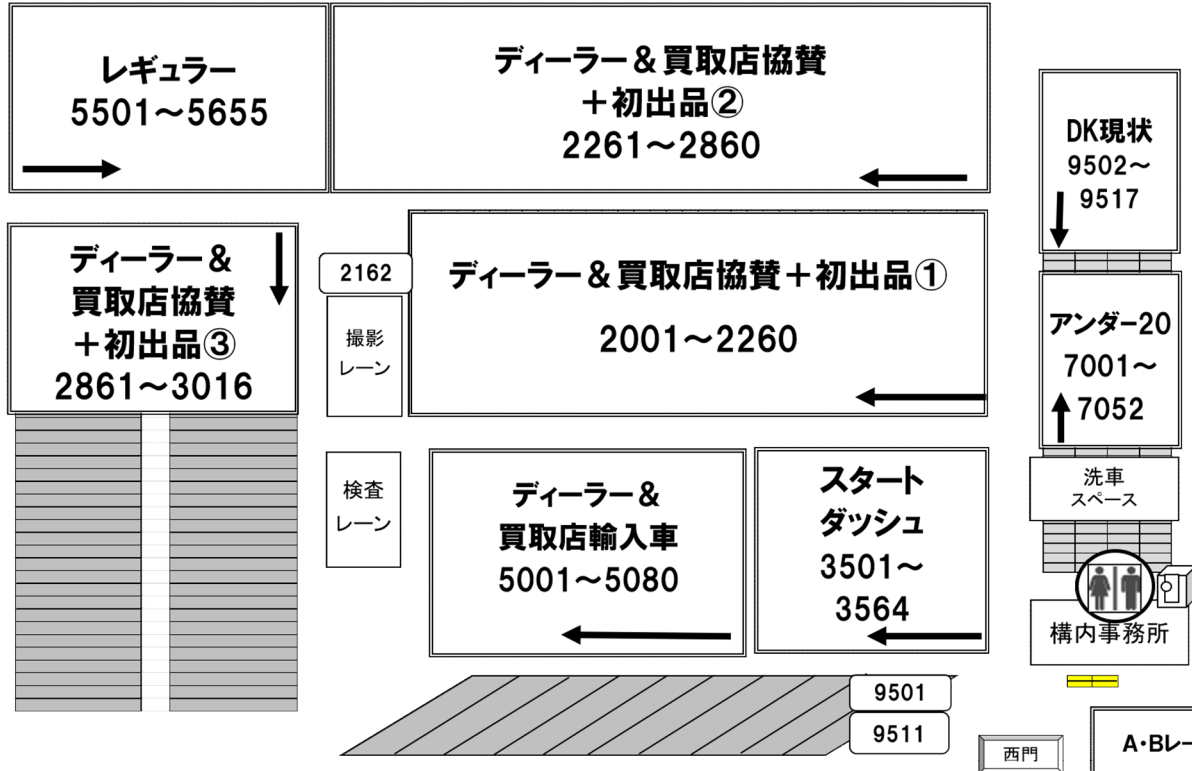 レギュラー
5501～5655
ディーラー＆買取店協賛
＋初出品②
2261～2860
DK現状
9502～
9517
ディーラー＆
買取店協賛
＋初出品③
2861～3016
2162
撮影
レーン
ディーラー＆買取店協賛＋初出品①
2001～2260
アンダー20
7001～
7052
検査
レーン
ディーラー＆
買取店輸入車
5001～5080
スタート
ダッシュ
3501～
3564
洗車
スペース
構内事務所
9501
9511
西門
A・Bレー